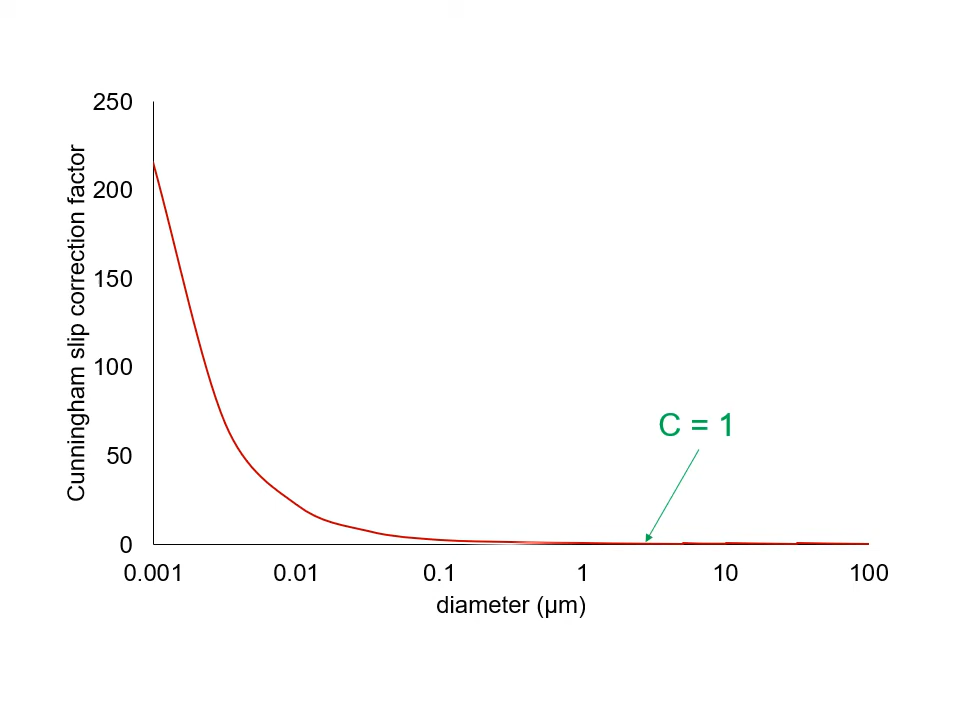 250
200
150
100
50
0
Cunningham slip correction factor
C = 1
0.001 0.01 0.1 1 10 100
diameter (µm)